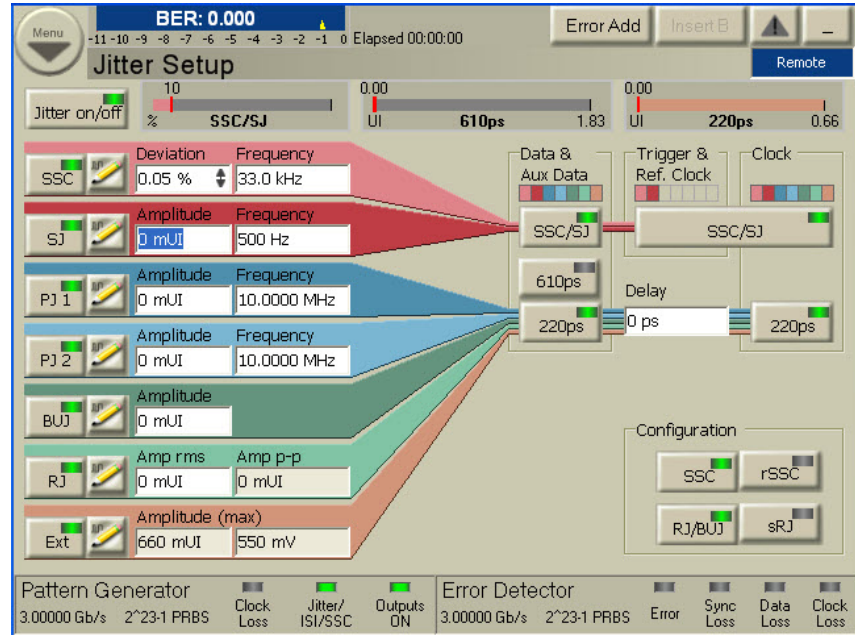 Menu
BER: 0.000
-11 -10 -9 -8 -7 -6 -5 -4 -3 -2 -1 0 Elapsed 00:00:00
Error Add
Insert B
_
Jitter Setup
Remote
Jitter on/off
10
% SSC/SJ
0.00
UI 610ps 1.83
0.00
UI 220ps 0.66
SSC
Deviation Frequency
0.05 % 33.0 kHz
Data & Aux Data
Trigger & Ref. Clock
Clock
SJ
Amplitude Frequency
0 mUI 500 Hz
SSC/SJ
SSC/SJ
PJ 1
Amplitude Frequency
0 mUI 10.0000 MHz
610ps
Delay
220ps
0 ps
220ps
PJ 2
Amplitude Frequency
0 mUI 10.0000 MHz
BUJ
Amplitude
0 mUI
RJ
Amp rms Amp p-p
0 mUI 0 mUI
Ext
Amplitude (max)
660 mUI 550 mV
Configuration
SSC rSSC
RJ/BUJ sRJ
Pattern Generator
3.00000 Gb/s 2^23-1 PRBS
Clock Loss
Jitter/ ISI/SSC
Outputs ON
Error Detector
3.00000 Gb/s 2^23-1 PRBS
Error
Sync Loss
Data Loss
Clock Loss